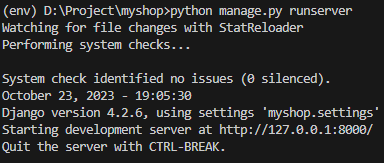 (env) D:\Project\myshop>python manage.py runserver
Watching for file changes with StatReloader
Performing system checks...
System check identified no issues (0 silenced).
October 23, 2023 - 19:05:30
Django version 4.2.6, using settings 'myshop.settings'
Starting development server at http://127.0.0.1:8000/
Quit the server with CTRL-BREAK.